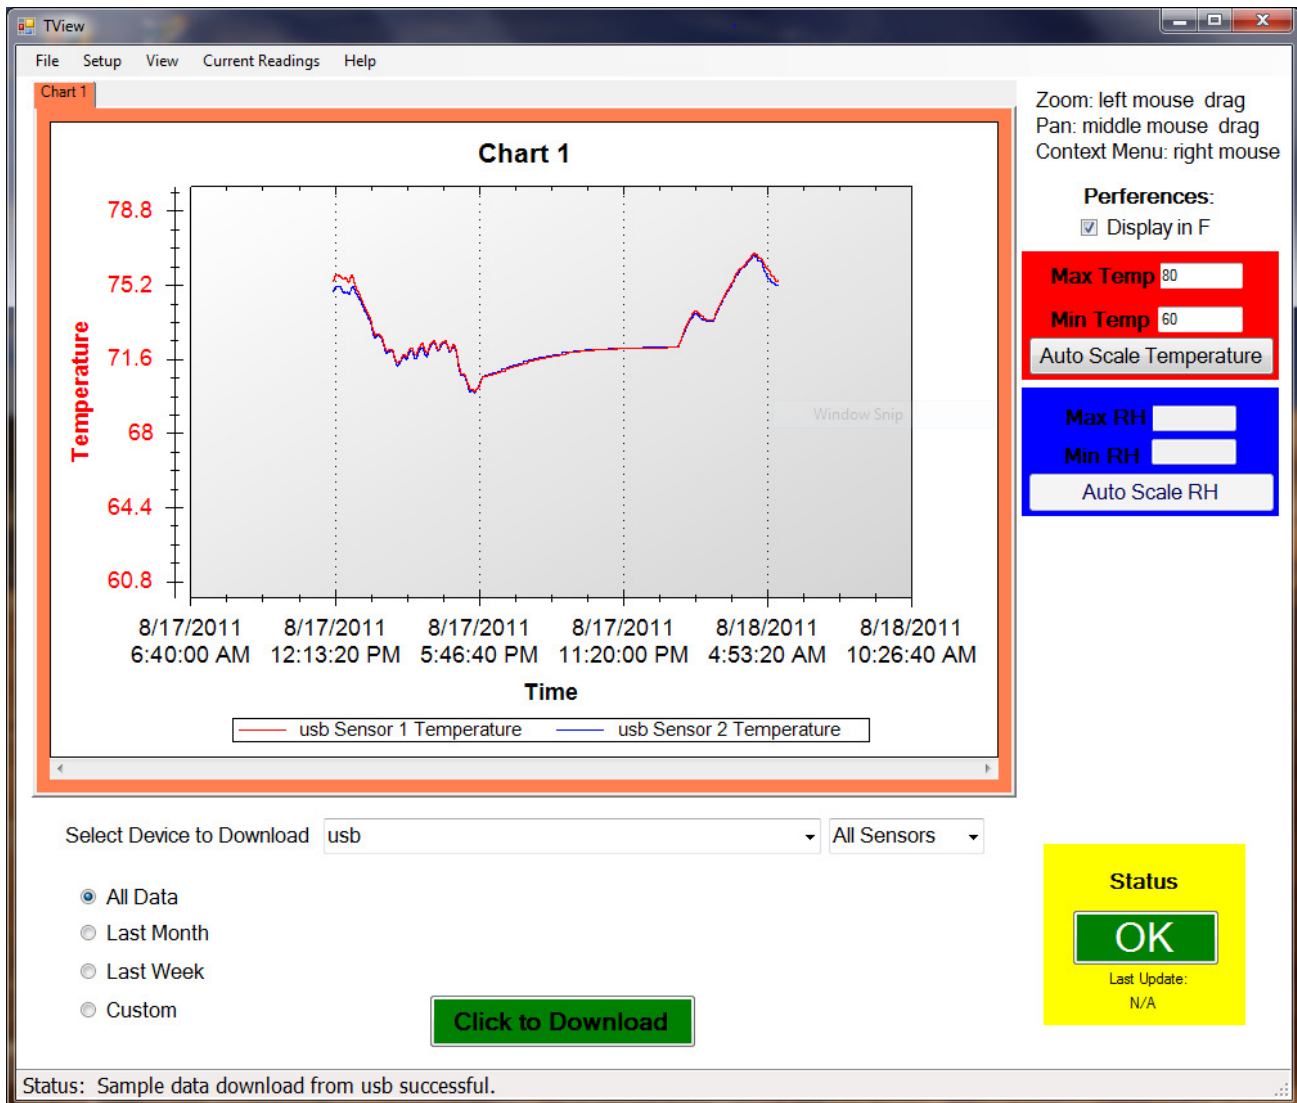 TView
File Setup View Current Readings Help
Chart 1
Zoom: left mouse drag
Pan: middle mouse drag
Context Menu: right mouse
Perferences:
Display in F
Max Temp 80
Min Temp 60
Auto Scale Temperature
Max RH
Min RH
Auto Scale RH
Chart 1
78.8
75.2
71.6
68
64.4
60.8
Temperature
Window Snip
8/17/2011 8/17/2011 8/17/2011 8/17/2011 8/18/2011 8/18/2011
6:40:00 AM 12:13:20 PM 5:46:40 PM 11:20:00 PM 4:53:20 AM 10:26:40 AM
Time
usb Sensor 1 Temperature usb Sensor 2 Temperature
Select Device to Download usb All Sensors
All Data
Last Month
Last Week
Custom
Click to Download
Status
OK
Last Update:
N/A
Status: Sample data download from usb successful.